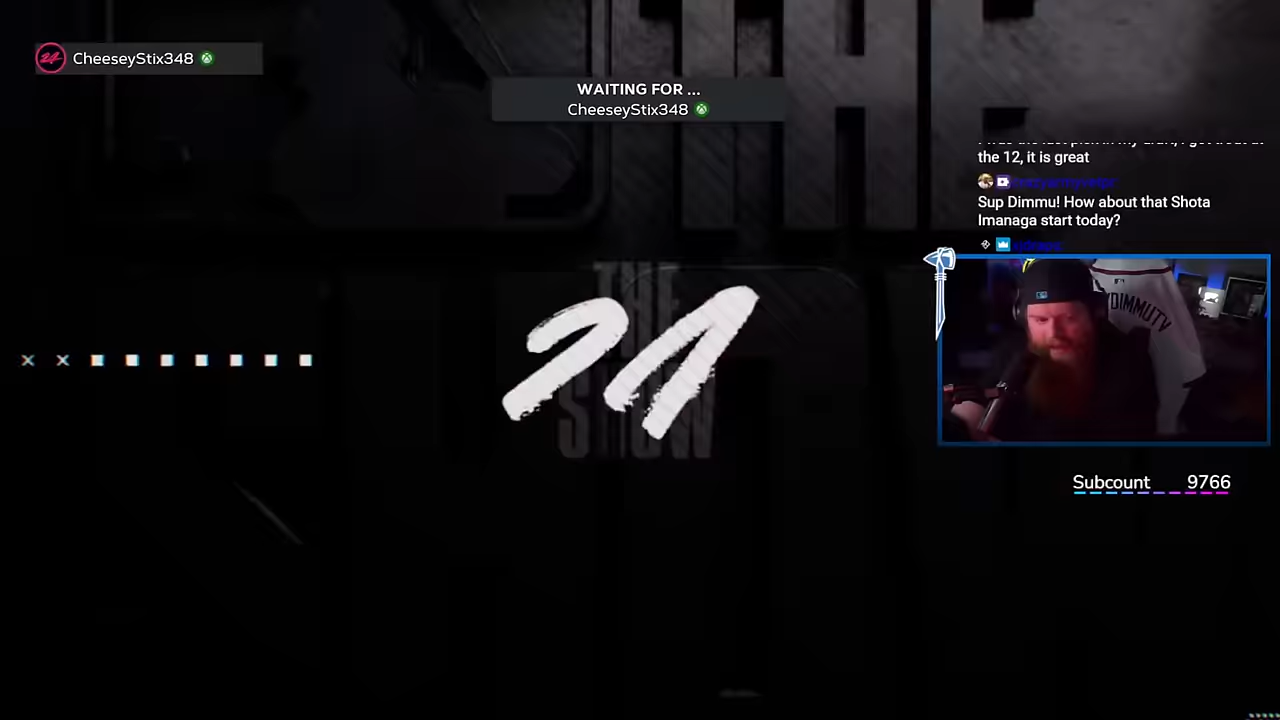 CheeseyStix348
WAITING FOR ...
CheeseyStix348
the 12, it is great
Sup Dimmu! How about that Shota
Imanaga start today?
THE
24
SHOW
DIMMUTV
Subcount 9766